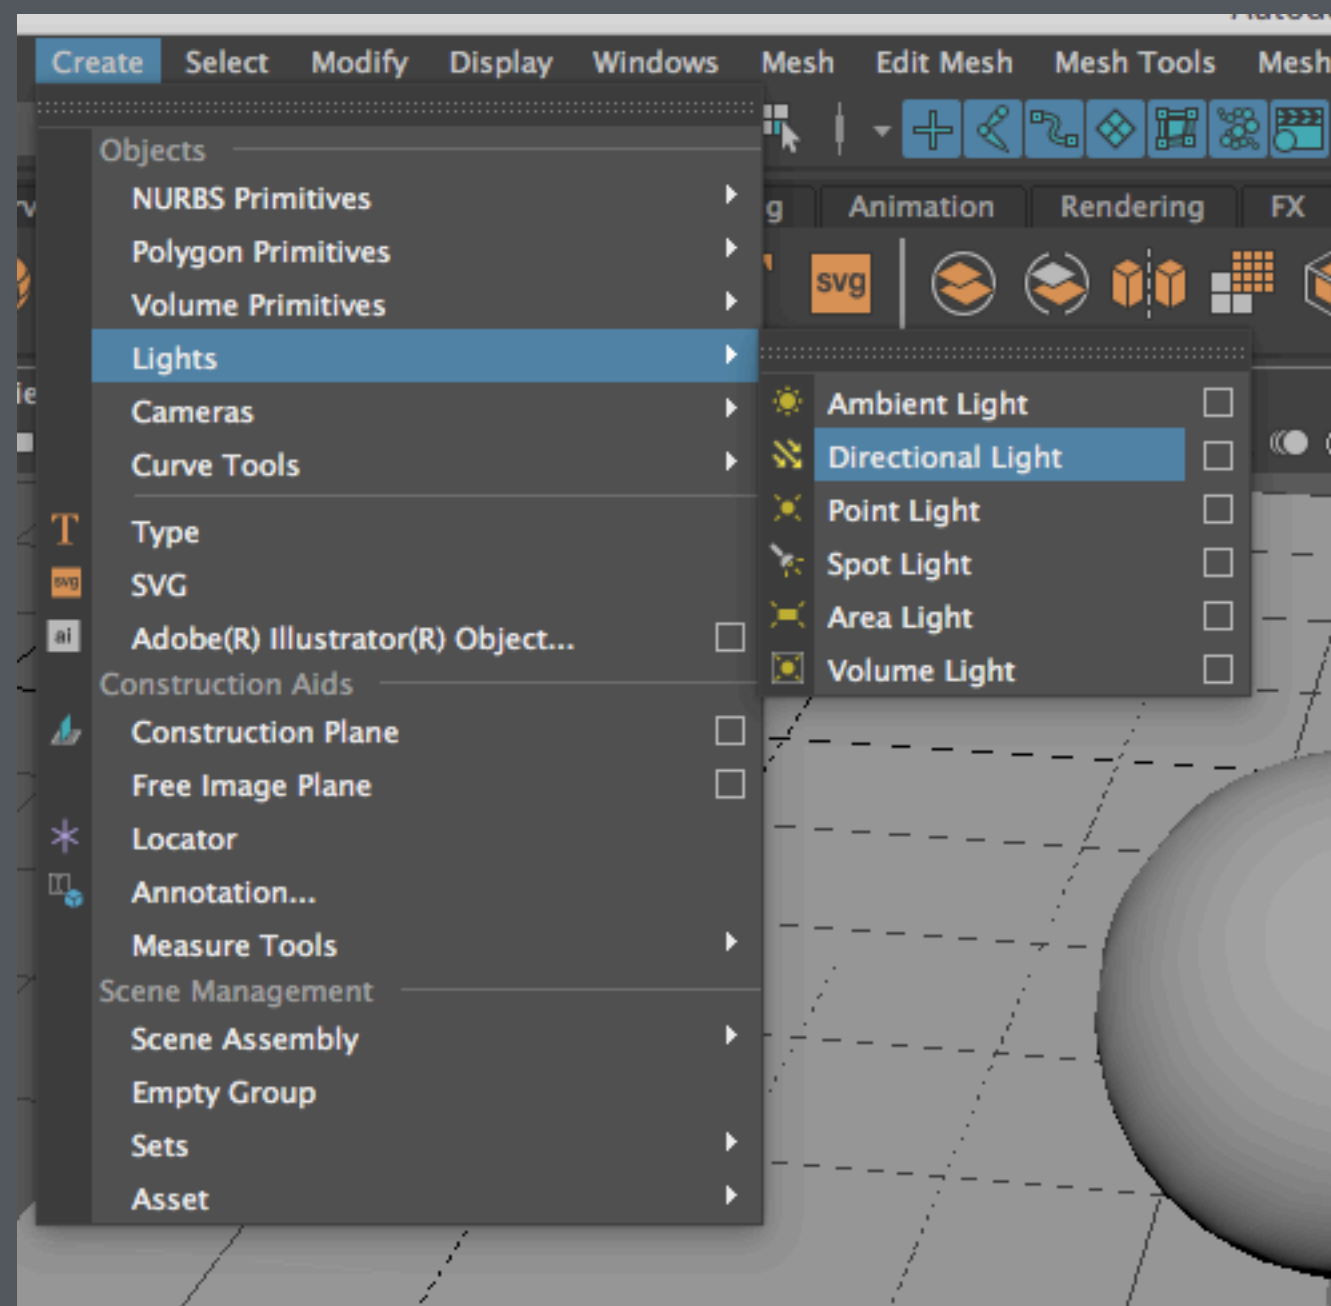 Create Select Modify Display Windows Mesh Edit Mesh Mesh Tools Mesh
Animation Rendering FX
svg
Objects
NURBS Primitives
Polygon Primitives
Volume Primitives
Lights
Cameras
Curve Tools
T Type
svg SVG
ai Adobe(R) Illustrator(R) Object...
Construction Aids
Construction Plane
Free Image Plane
Locator
Annotation...
Measure Tools
Scene Management
Scene Assembly
Empty Group
Sets
Asset
Ambient Light
Directional Light
Point Light
Spot Light
Area Light
Volume Light